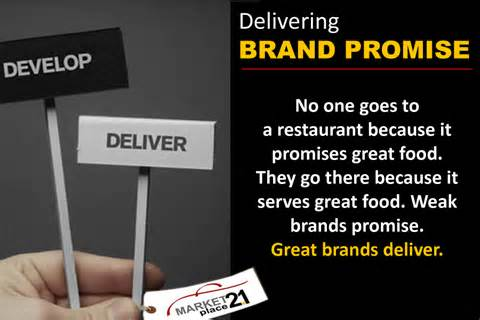 DEVELOP
DELIVER
Delivering
BRAND PROMISE
No one goes to
a restaurant because it
promises great food.
They go there because it
serves great food. Weak
brands promise.
Great brands deliver.
MARKET
place 21